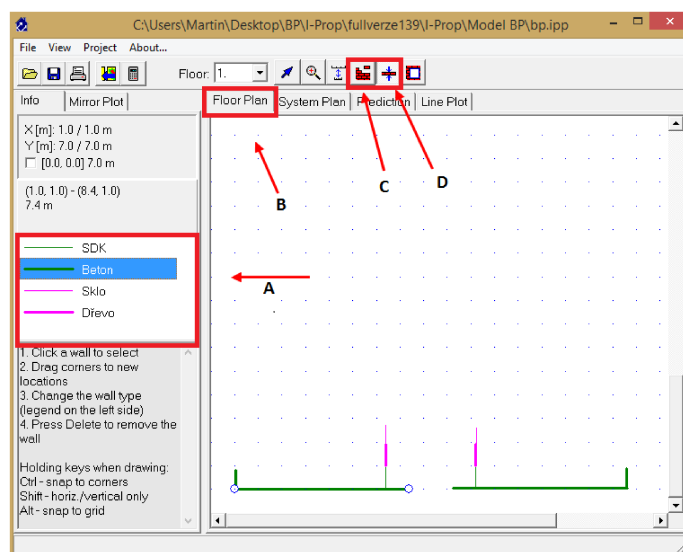 C:\Users\Martin\Desktop\BP\I-Prop\fullverze139\I-Prop\Model BP\bp.ipp
File View Project About...
Floor: 1.
Info Mirror Plot
Floor Plan System Plan Prediction Line Plot
X [m]: 1.0 / 1.0 m
Y [m]: 7.0 / 7.0 m
[0.0, 0.0] 7.0 m
(1.0, 1.0) - (8.4, 1.0)
7.4 m
SDK
Beton
Sklo
Dřevo
1. Click a wall to select
2. Drag corners to new
locations
3. Change the wall type
(legend on the left side)
4. Press Delete to remove the
wall
Holding keys when drawing:
Ctrl - snap to corners
Shift - horiz./vertical only
Alt - snap to grid
B
C
D
A